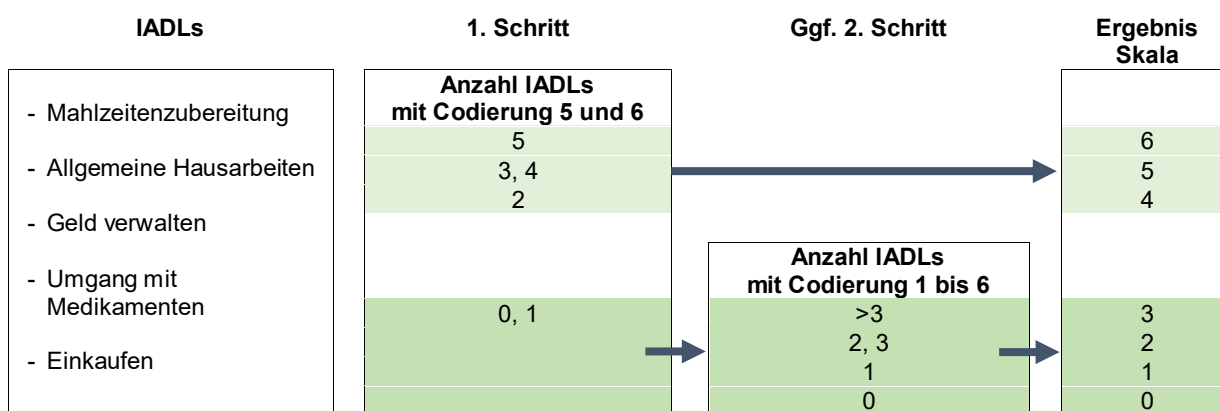 IADLs
1. Schritt
Ggf. 2. Schritt
Ergebnis
Skala
- Mahlzeitenzubereitung
- Allgemeine Hausarbeiten
- Geld verwalten
- Umgang mit
Medikamenten
- Einkaufen
Anzahl IADLs
mit Codierung 5 und 6
5
3, 4
2
0, 1
Anzahl IADLs
mit Codierung 1 bis 6
>3
2, 3
1
0
6
5
4
3
2
1
0